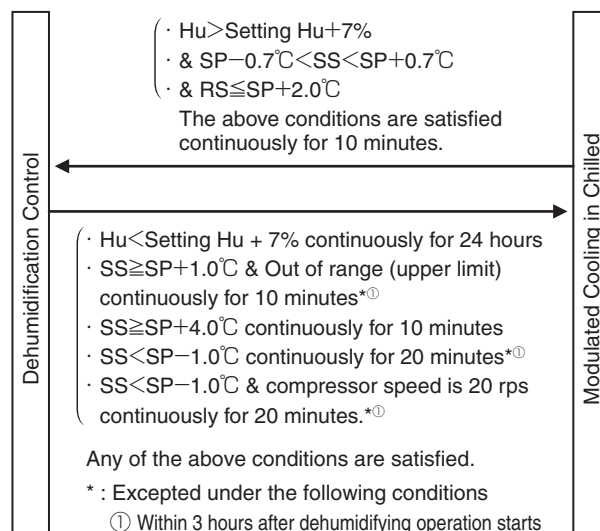 · Hu>Setting Hu+7%
· & SP−0.7℃<SS<SP+0.7℃
· & RS≦SP+2.0℃
The above conditions are satisfied
continuously for 10 minutes.
Dehumidification Control
Modulated Cooling in Chilled
· Hu<Setting Hu + 7% continuously for 24 hours
· SS≧SP+1.0℃ & Out of range (upper limit)
continuously for 10 minutes*①
· SS≧SP+4.0℃ continuously for 10 minutes
· SS<SP−1.0℃ continuously for 20 minutes*①
· SS<SP−1.0℃ & compressor speed is 20 rps
continuously for 20 minutes.*①
Any of the above conditions are satisfied.
* : Excepted under the following conditions
① Within 3 hours after dehumidifying operation starts